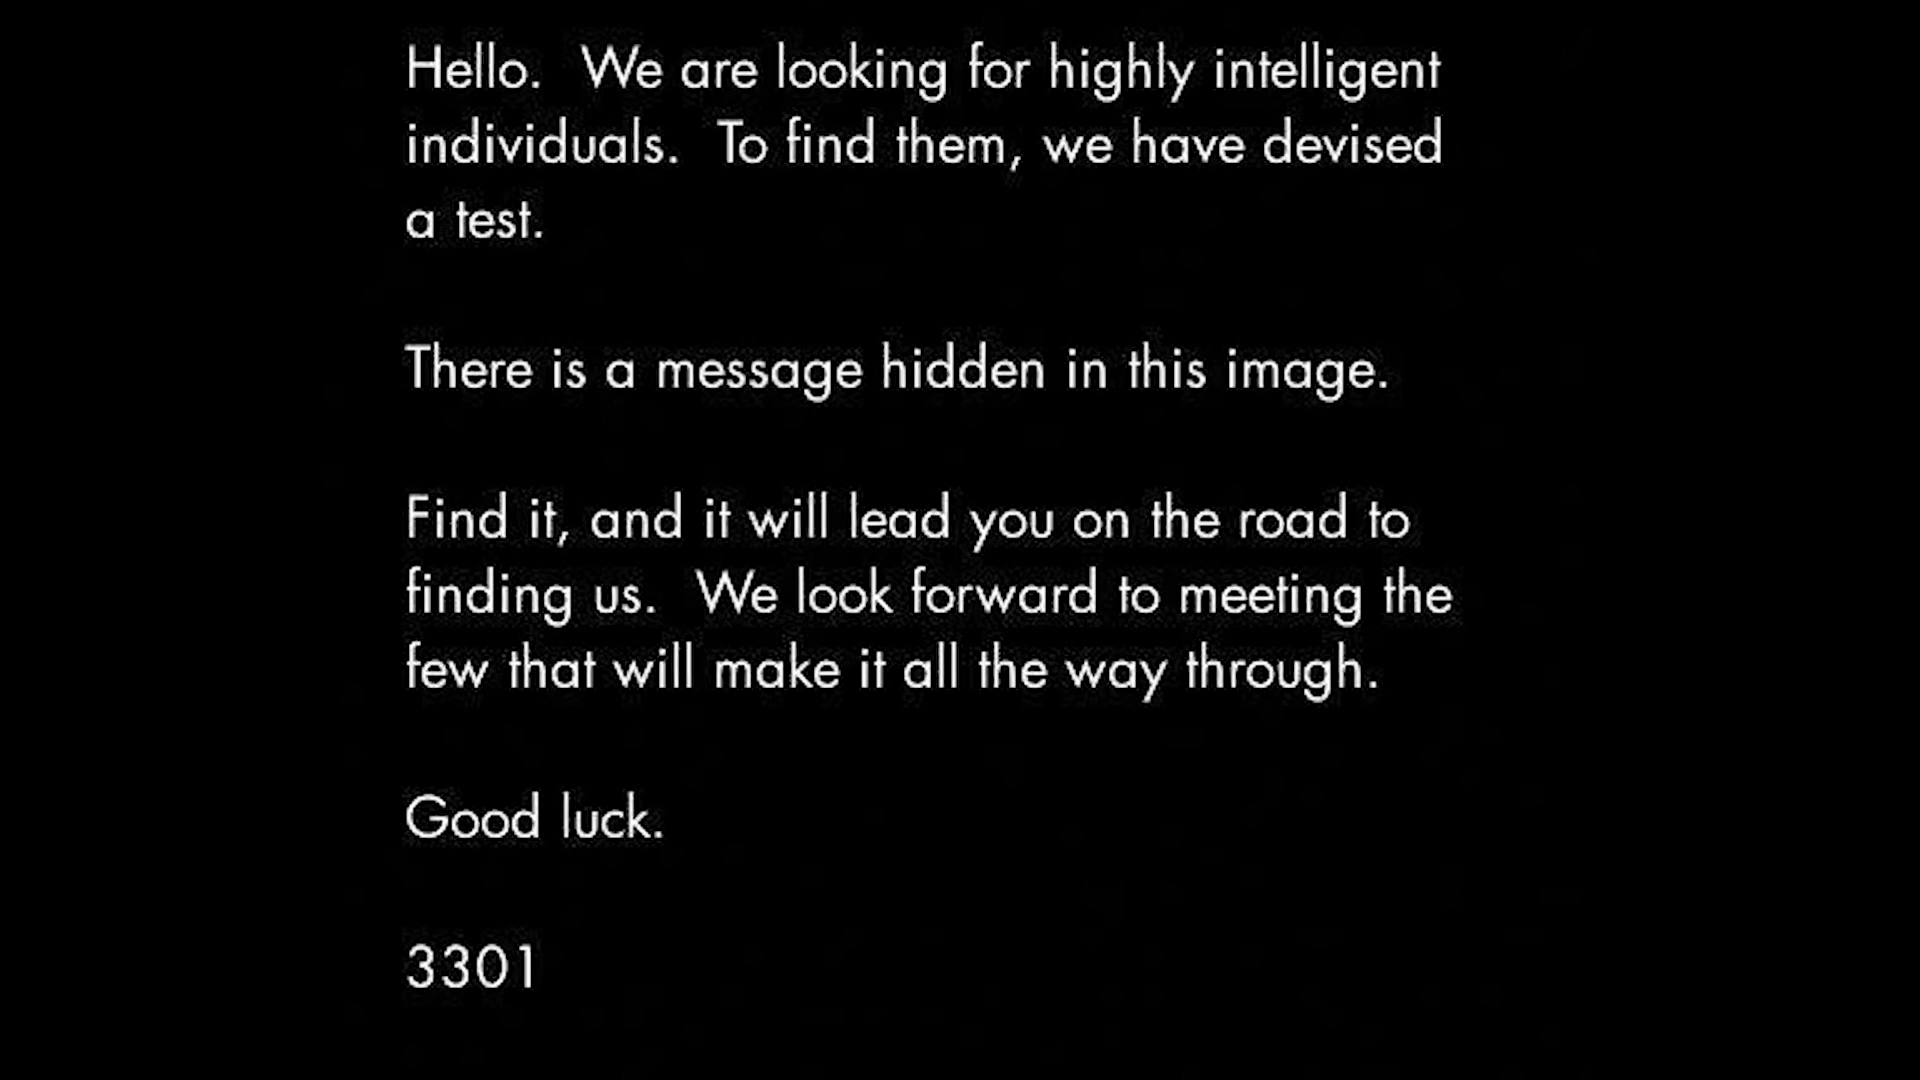 Hello.  We are looking for highly intelligent
individuals.  To find them, we have devised
a test.
There is a message hidden in this image.
Find it, and it will lead you on the road to
finding us.  We look forward to meeting the
few that will make it all the way through.
Good luck.
3301